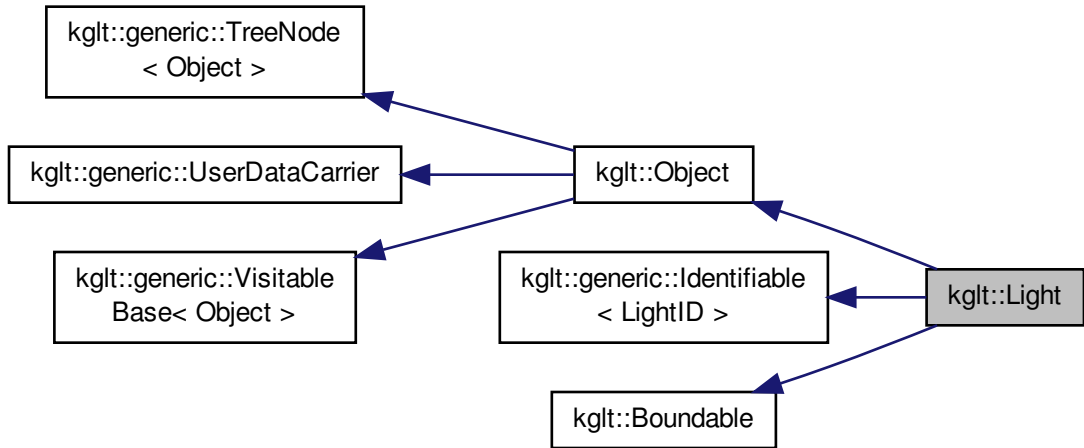 kglt::generic::TreeNode
< Object >
kglt::generic::UserDataCarrier
kglt::Object
kglt::generic::Visitable
Base< Object >
kglt::generic::Identifiable
< LightID >
kglt::Light
kglt::Boundable